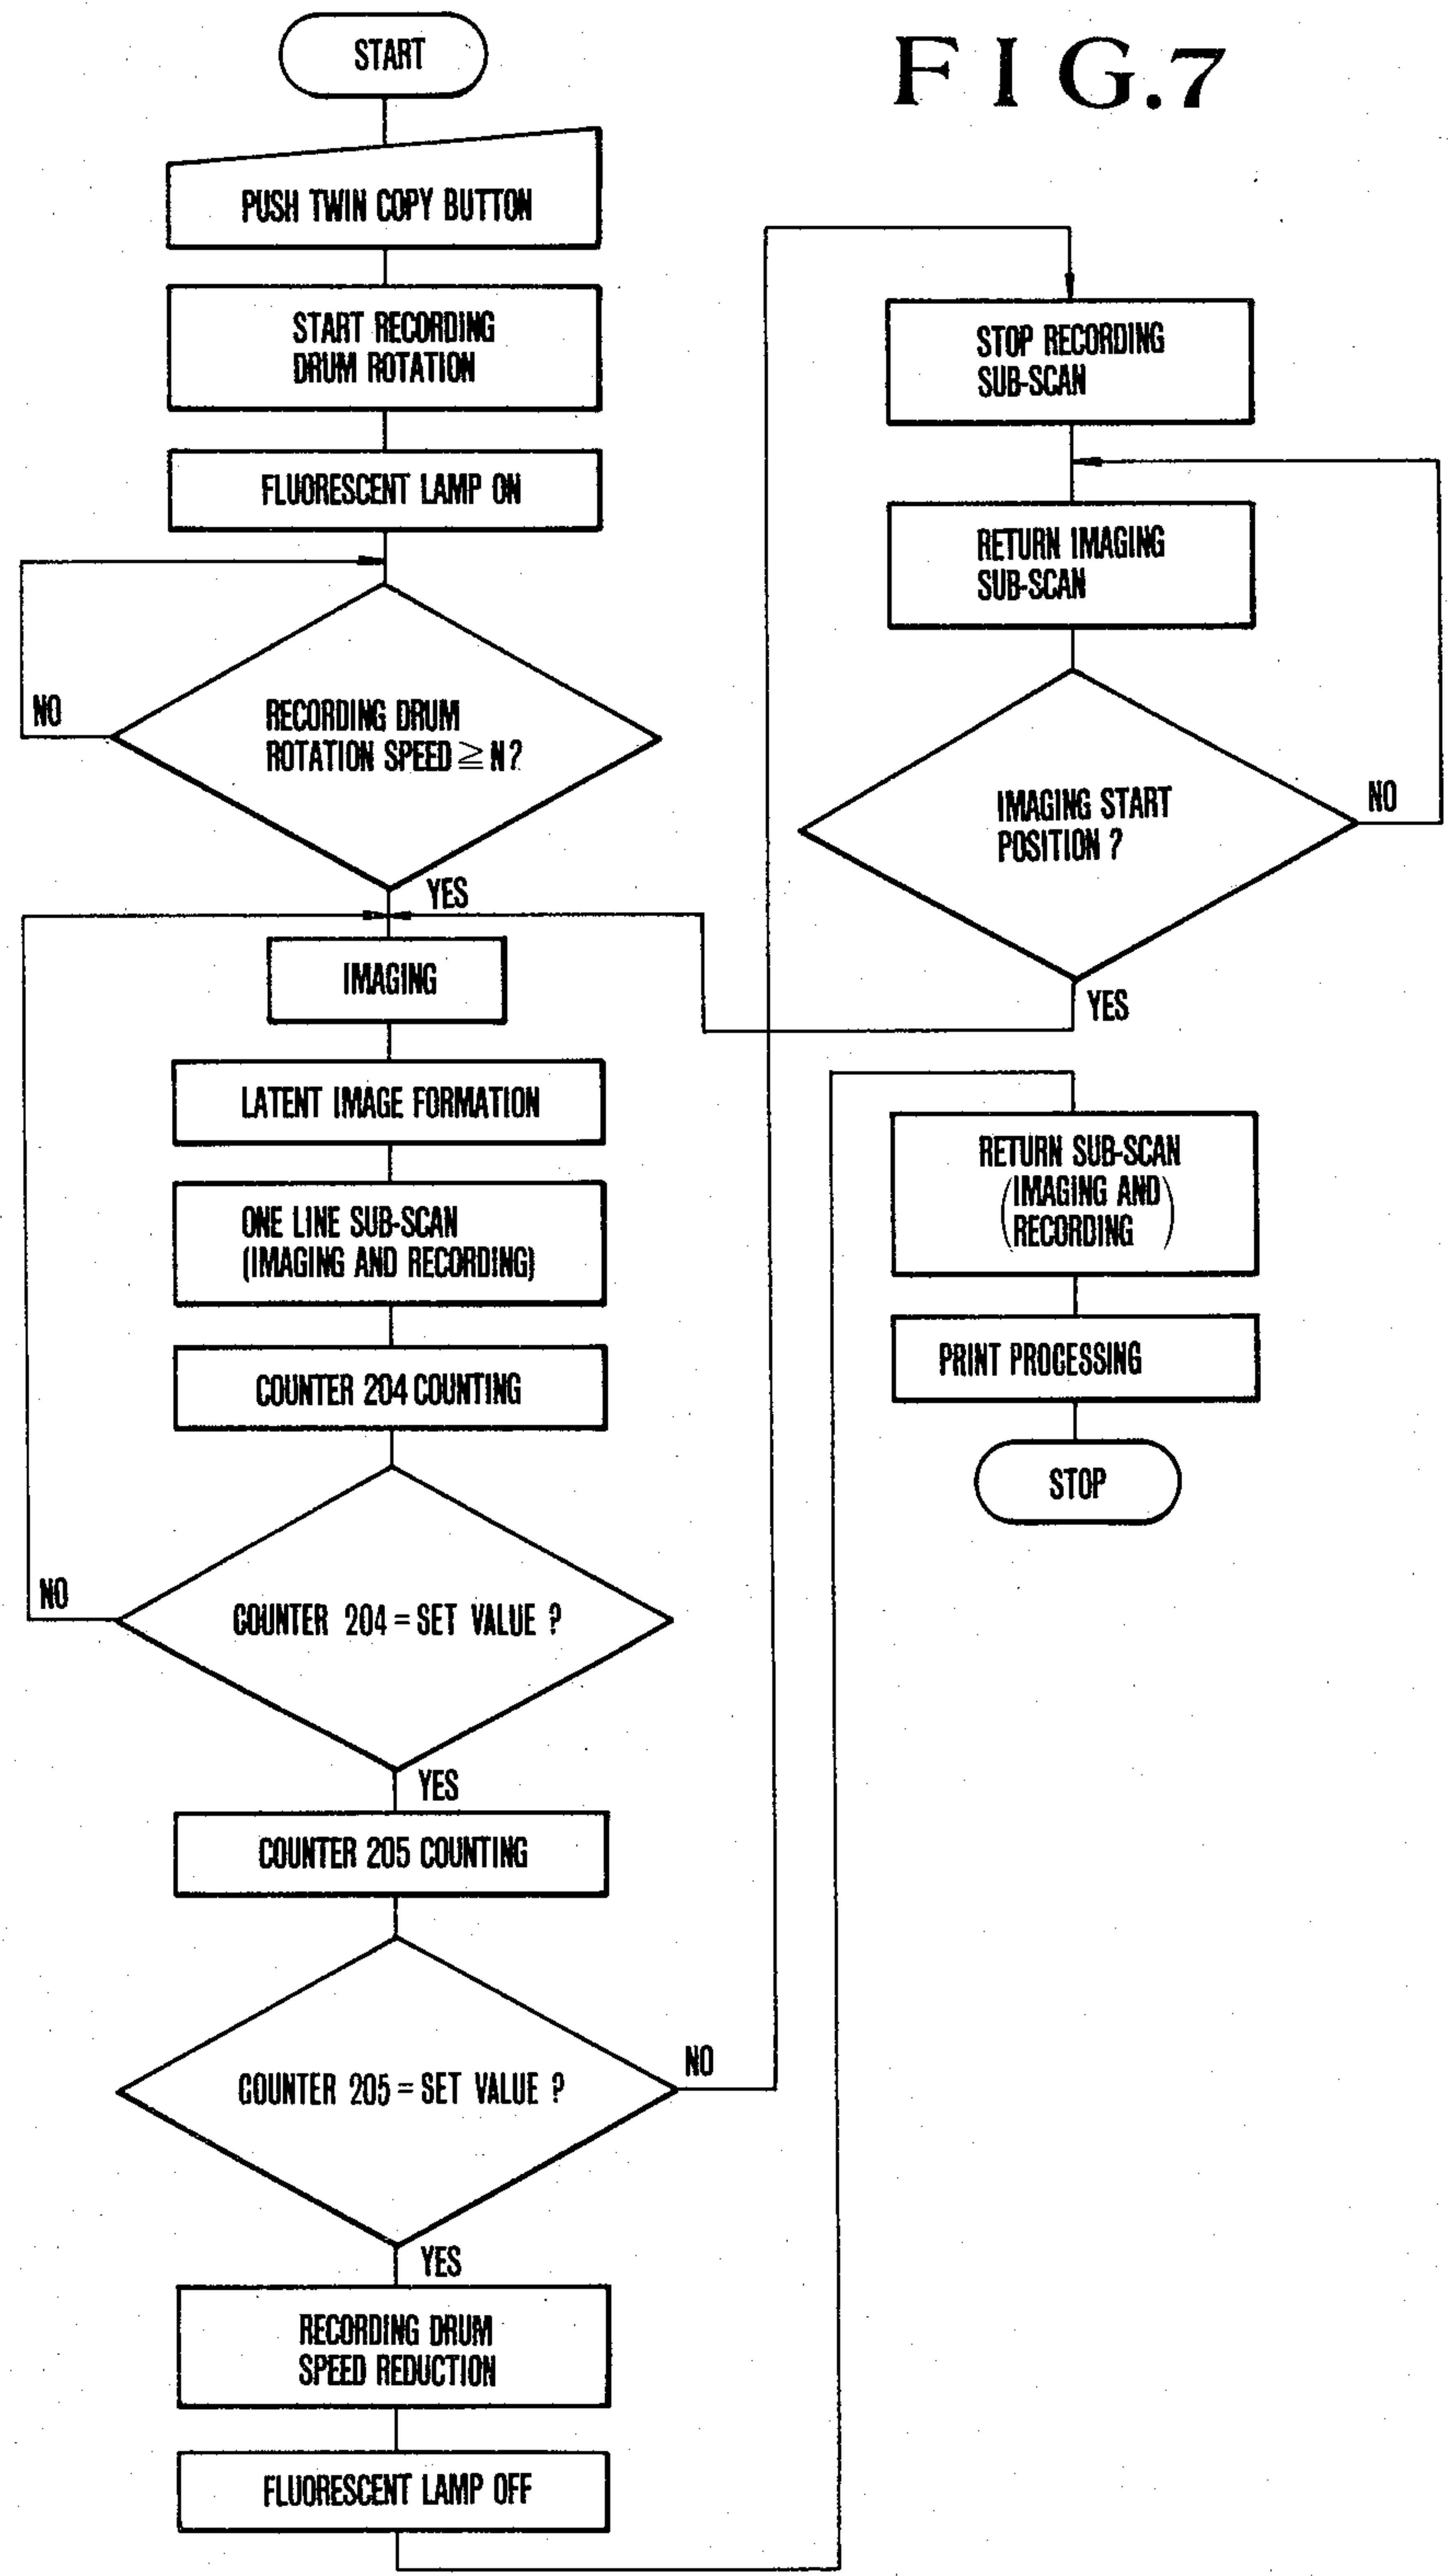 FIG.7
START
PUSH TWIN COPY BUTTON
START RECORDING
DRUM ROTATION
FLUORESCENT LAMP ON
NO
RECORDING DRUM
ROTATION SPEED ≧ N?
YES
IMAGING
LATENT IMAGE FORMATION
ONE LINE SUB-SCAN
(IMAGING AND RECORDING)
COUNTER 204 COUNTING
NO
COUNTER 204 = SET VALUE ?
YES
COUNTER 205 COUNTING
COUNTER 205 = SET VALUE ?
NO
YES
RECORDING DRUM
SPEED REDUCTION
FLUORESCENT LAMP OFF
STOP RECORDING
SUB-SCAN
RETURN IMAGING
SUB-SCAN
IMAGING START
POSITION ?
NO
YES
RETURN SUB-SCAN
(IMAGING AND
RECORDING)
PRINT PROCESSING
STOP